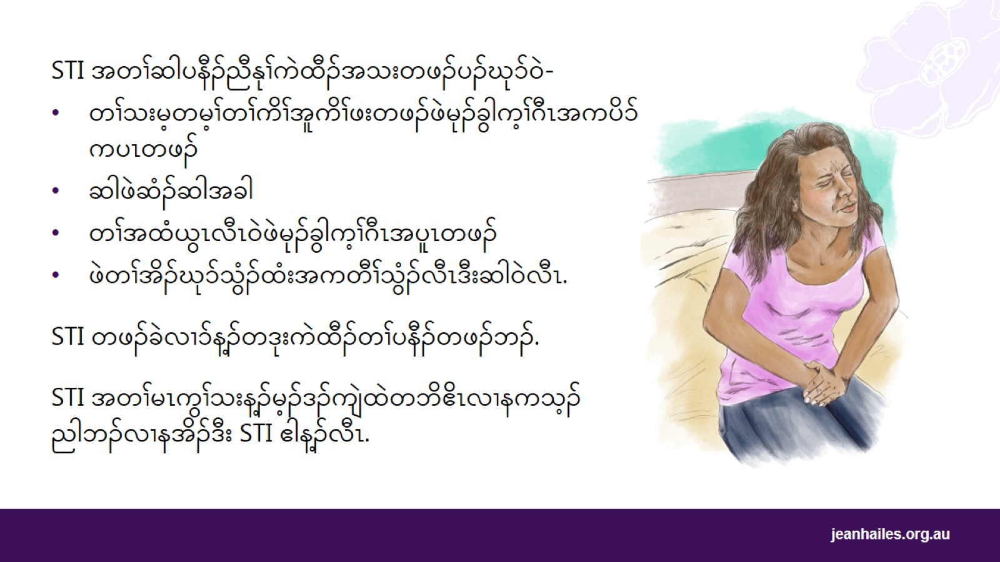 STI အတၢ်ဆါပနီၣ်ညီနုၢ်ကဲထီၣ်အသးတဖၣ်ပၣ်ဃုာ်ဝဲ-
• တၢ်သးမ့တမ့ၢ်တၢ်ကိၢ်အူကိၢ်ဖးတဖၣ်ဖဲမုၣ်ခွါက့ၢ်ဂီၤအကပိာ်
ကပၤတဖၣ်
• ဆါဖဲဆံၣ်ဆါအခါ
• တၢ်အထံယွၤလီၤဝဲဖဲမုၣ်ခွါက့ၢ်ဂီၤအပူၤတဖၣ်
• ဖဲတၢ်အိၣ်ဃုာ်သွံၣ်ထံးအကတီၢ်သွံၣ်လီၤဒီးဆါဝဲလီၤ.
STI တဖၣ်ခဲလၢာ်န့ၣ်တဒုးကဲထီၣ်တၢ်ပနီၣ်တဖၣ်ဘၣ်.
STI အတၢ်မၤကွၢ်သးန့ၣ်မ့ၣ်ဒၣ်ကျဲထဲတဘိဧိၤလၢနကသ့ၣ်
ညါဘၣ်လၢနအိၣ်ဒီး STI ဧါန့ၣ်လီၤ.
jeanhailes.org.au